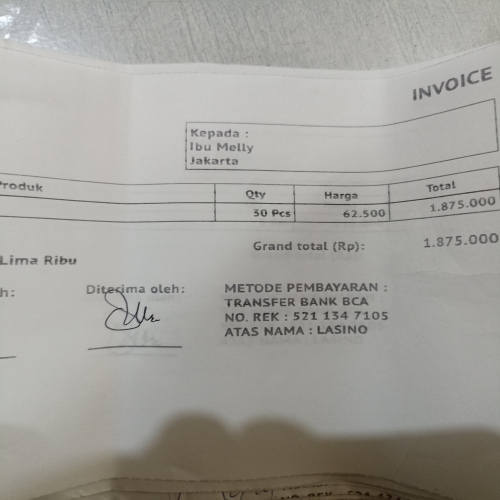 INVOICE
Kepada :
Ibu Melly
Jakarta
Produk Qty Harga Total
30 Pcs 62.500 1.875.000
Grand total (Rp): 1.875.000
Lima Ribu
h: Diterima oleh:
METODE PEMBAYARAN :
TRANSFER BANK BCA
NO. REK : 521 134 7105
ATAS NAMA : LASINO